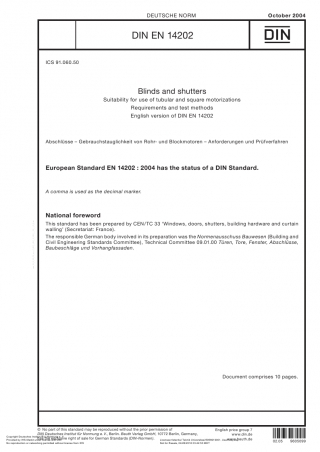 DEUTSCHE NORM
October 2004
DIN EN 14202
DIN
ICS 91.060.50
Blinds and shutters
Suitability for use of tubular and square motorizations
Requirements and test methods
English version of DIN EN 14202
Abschlüsse – Gebrauchstauglichkeit von Rohr- und Blockmotoren – Anforderungen und Prüfverfahren
European Standard EN 14202 : 2004 has the status of a DIN Standard.
A comma is used as the decimal marker.
National foreword
This standard has been prepared by CEN/TC 33 'Windows, doors, shutters, building hardware and curtain
walling' (Secretariat: France).
The responsible German body involved in its preparation was the Normenausschuss Bauwesen (Building and
Civil Engineering Standards Committee), Technical Committee 09.01.00 Türen, Tore, Fenster, Abschlüsse,
Baubeschläge und Vorhangfassaden.
Document comprises 10 pages.
© No part of this standard may be reproduced without the prior permission of
DIN Deutsches Institut für Normung e. V., Berlin. Beuth Verlag GmbH, 10772 Berlin, Germany,
right of sale for German Standards (DIN-Normen).
English price group 7
www.din.de
www.beuth.de